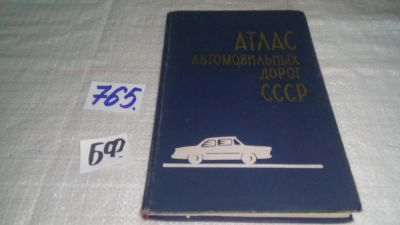 АТЛАС
АВТОМОБИЛЬНЫХ
ДОРОГ
СССР
765.
БФ.